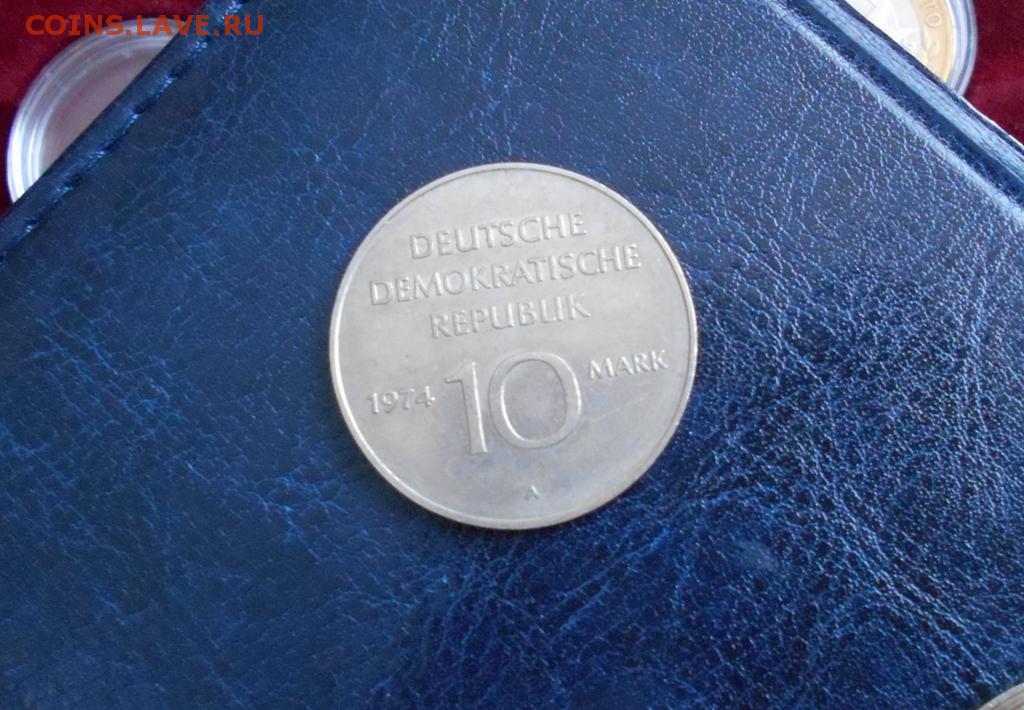 COINS.LAVE.RU
DEUTSCHE
DEMOKRATISCHE
REPUBLIK
1974 10 MARK
A